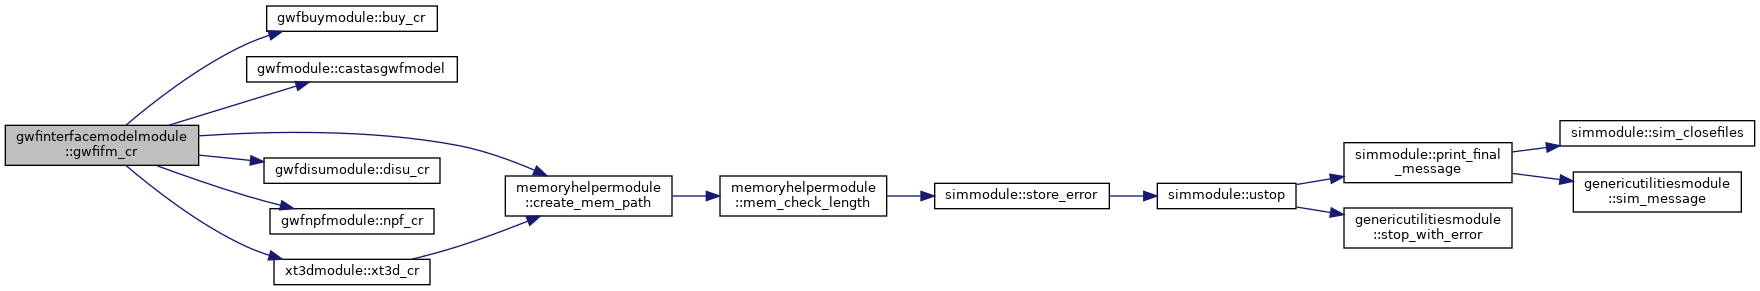 gwfinterfacemodelmodule
::gwfifm_cr
gwfbuymodule::buy_cr
gwfmodule::castasgwfmodel
gwfdisumodule::disu_cr
gwfnpfmodule::npf_cr
xt3dmodule::xt3d_cr
memoryhelpermodule
::create_mem_path
memoryhelpermodule
::mem_check_length
simmodule::store_error
simmodule::ustop
simmodule::print_final
_message
genericutilitiesmodule
::stop_with_error
simmodule::sim_closefiles
genericutilitiesmodule
::sim_message